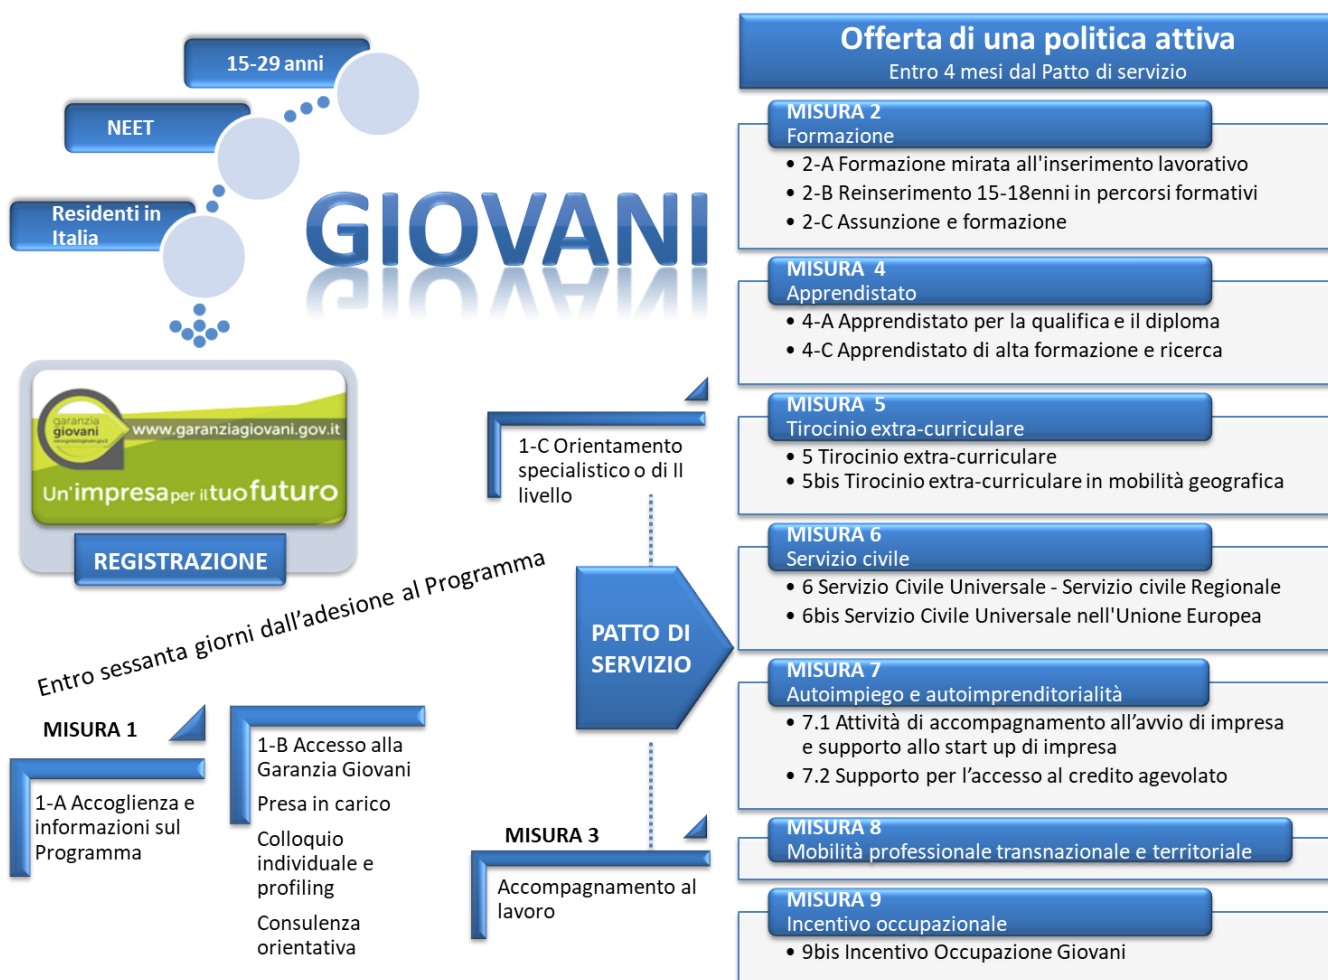 15-29 anni
NEET
Residenti in
Italia
GIOVANI
garanzia
giovani
www.garanziagiovani.gov.it
Un'impresa per il tuo futuro
REGISTRAZIONE
Entro sessanta giorni dall’adesione al Programma
MISURA 1
1-A Accoglienza e
informazioni sul
Programma
1-B Accesso alla
Garanzia Giovani
Presa in carico
Colloquio
individuale e
profiling
Consulenza
orientativa
1-C Orientamento
specialistico o di II
livello
PATTO DI
SERVIZIO
MISURA 3
Accompagnamento al
lavoro
Offerta di una politica attiva
Entro 4 mesi dal Patto di servizio
MISURA 2
Formazione
• 2-A Formazione mirata all'inserimento lavorativo
• 2-B Reinserimento 15-18enni in percorsi formativi
• 2-C Assunzione e formazione
MISURA 4
Apprendistato
• 4-A Apprendistato per la qualifica e il diploma
• 4-C Apprendistato di alta formazione e ricerca
MISURA 5
Tirocinio extra-curriculare
• 5 Tirocinio extra-curriculare
• 5bis Tirocinio extra-curriculare in mobilità geografica
MISURA 6
Servizio civile
• 6 Servizio Civile Universale - Servizio civile Regionale
• 6bis Servizio Civile Universale nell'Unione Europea
MISURA 7
Autoimpiego e autoimprenditorialità
• 7.1 Attività di accompagnamento all’avvio di impresa
e supporto allo start up di impresa
• 7.2 Supporto per l’accesso al credito agevolato
MISURA 8
Mobilità professionale transnazionale e territoriale
MISURA 9
Incentivo occupazionale
• 9bis Incentivo Occupazione Giovani